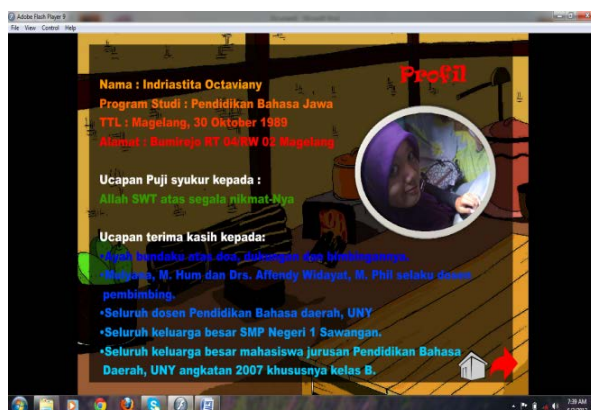 Adobe Flash Player 9
File View Control Help
Profil
Nama : Indriastita Octaviany
Program Studi : Pendidikan Bahasa Jawa
TTL : Magelang, 30 Oktober 1989
Alamat : Bumirejo RT 04/RW 02 Magelang
Ucapan Puji syukur kepada :
Allah SWT atas segala nikmat-Nya
Ucapan terima kasih kepada:
•Ayah bundaku atas doa, dukungan dan bimbingannya.
•Mulyana, M. Hum dan Drs. Affendy Widayat, M. Phil selaku dosen
pembimbing.
•Seluruh dosen Pendidikan Bahasa daerah, UNY
•Seluruh keluarga besar SMP Negeri 1 Sawangan.
•Seluruh keluarga besar mahasiswa jurusan Pendidikan Bahasa
Daerah, UNY angkatan 2007 khususnya kelas B.
7:39 AM